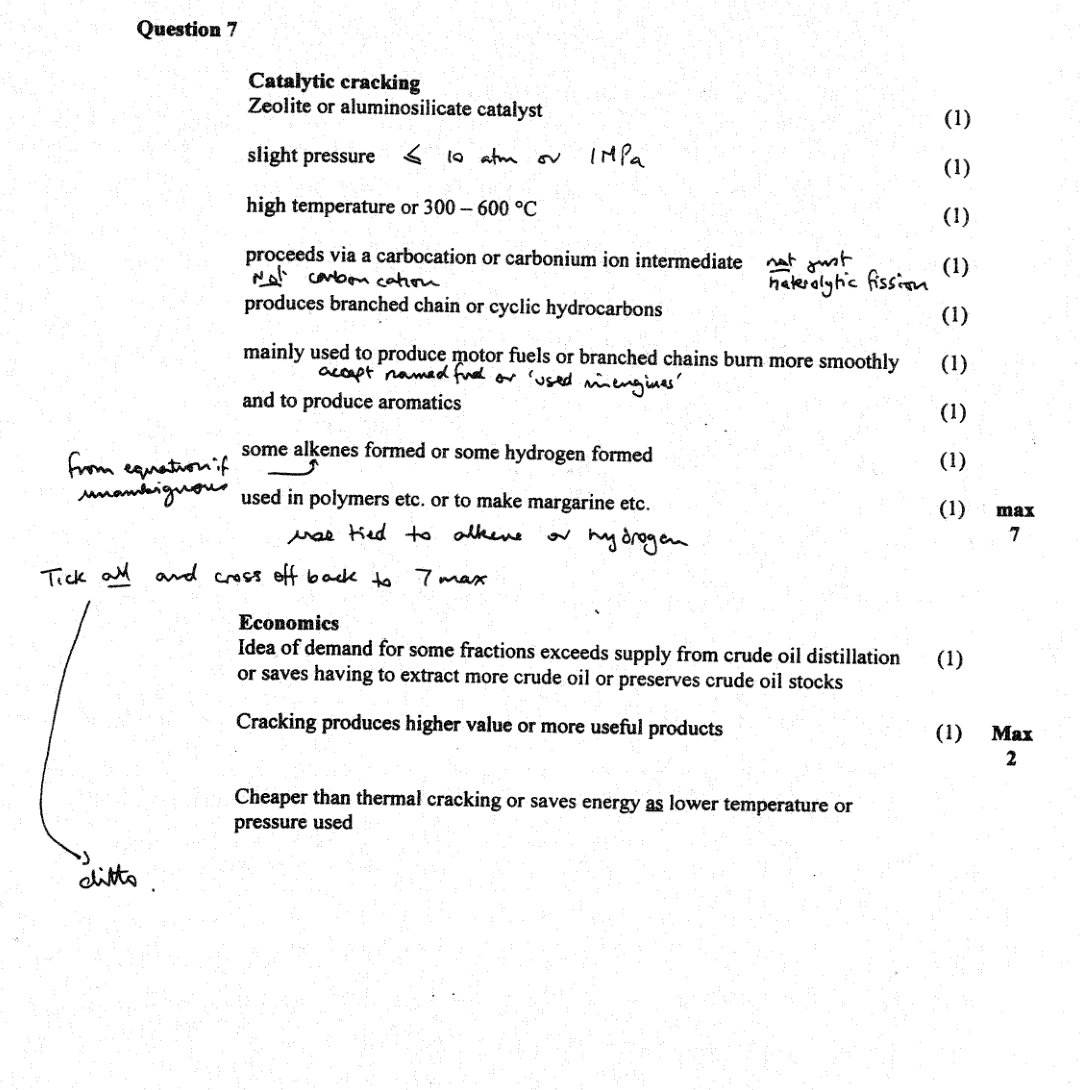 Question 7
Catalytic cracking
Zeolite or aluminosilicate catalyst (1)
slight pressure ≤ 10 atm or 1MPa (1)
high temperature or 300 – 600 °C (1)
proceeds via a carbocation or carbonium ion intermediate not just (1)
Not carbon cation heterolytic fission
produces branched chain or cyclic hydrocarbons (1)
mainly used to produce motor fuels or branched chains burn more smoothly (1)
accept named fuel or 'used in engines'
and to produce aromatics (1)
some alkenes formed or some hydrogen formed (1)
from equation if
unambiguous
used in polymers etc. or to make margarine etc. (1) max
7
use tied to alkene or hydrogen
Tick all and cross off back to 7 max
Economics
Idea of demand for some fractions exceeds supply from crude oil distillation (1)
or saves having to extract more crude oil or preserves crude oil stocks
Cracking produces higher value or more useful products (1) Max
2
Cheaper than thermal cracking or saves energy as lower temperature or
pressure used
ditto.